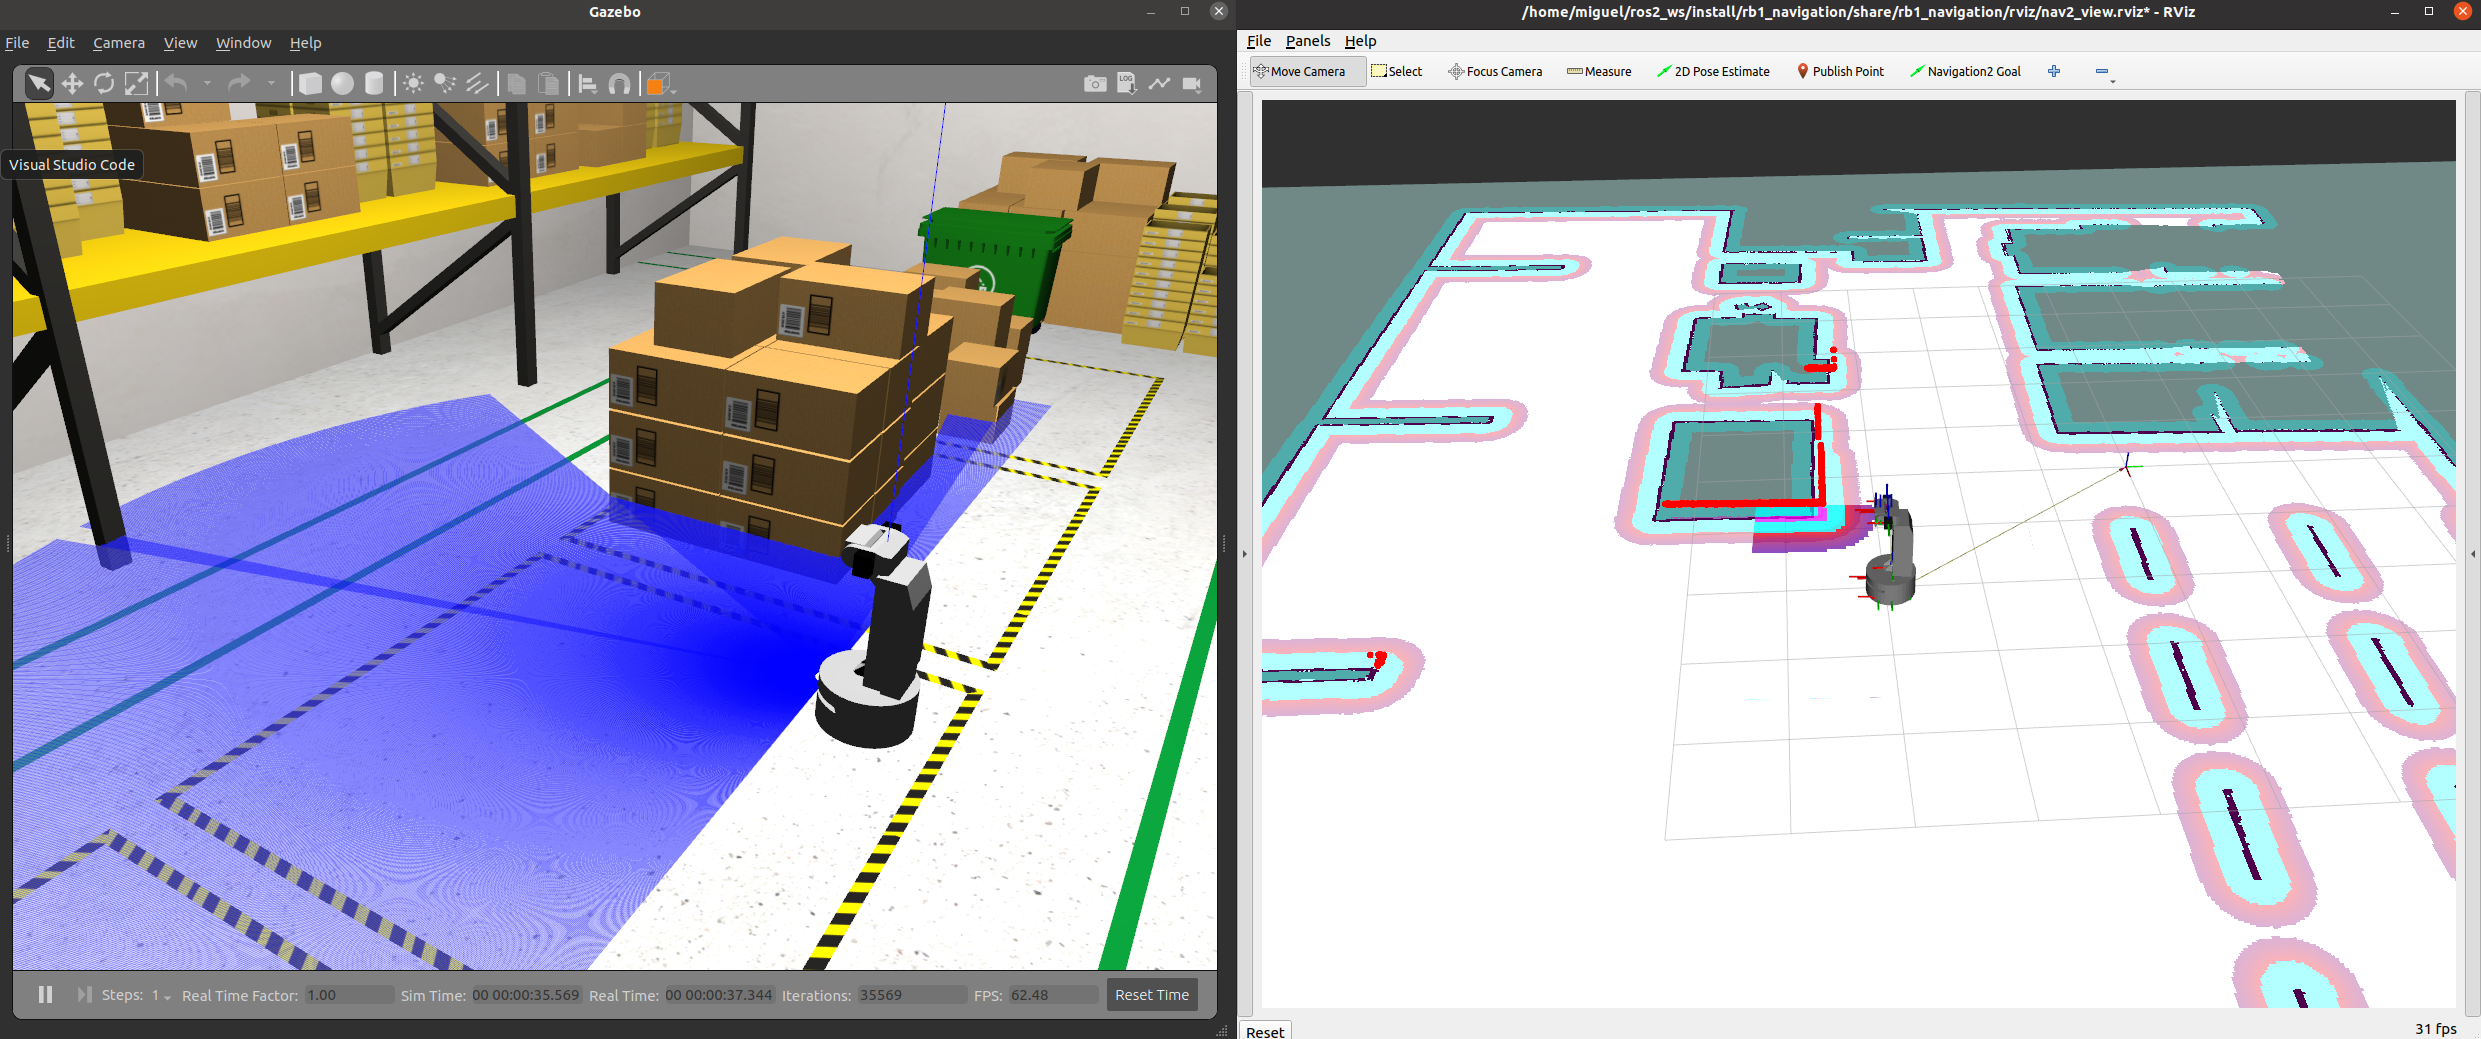 Gazebo
File Edit Camera View Window Help
LOG
Visual Studio Code
Steps: 1 Real Time Factor: 1.00 Sim Time: 00 00:00:35.569 Real Time: 00 00:00:37.344 Iterations: 35569 FPS: 62.48 Reset Time
/home/miguel/ros2_ws/install/rb1_navigation/share/rb1_navigation/rviz/nav2_view.rviz* - RViz
File Panels Help
Move Camera Select Focus Camera Measure 2D Pose Estimate Publish Point Navigation2 Goal
Reset
31 fps